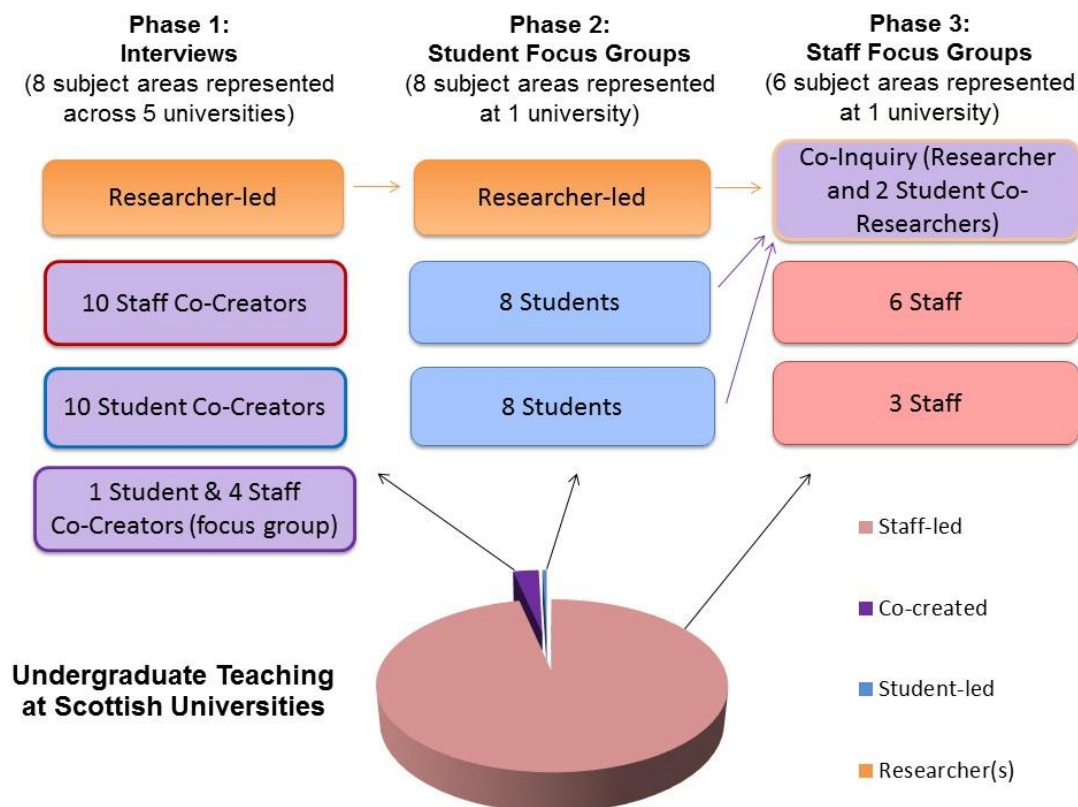 Phase 1:
Interviews
(8 subject areas represented
across 5 universities)
Phase 2:
Student Focus Groups
(8 subject areas represented
at 1 university)
Phase 3:
Staff Focus Groups
(6 subject areas represented
at 1 university)
Researcher-led
Researcher-led
Co-Inquiry (Researcher
and 2 Student Co-
Researchers)
10 Staff Co-Creators
8 Students
6 Staff
10 Student Co-Creators
8 Students
3 Staff
1 Student & 4 Staff
Co-Creators (focus group)
Undergraduate Teaching
at Scottish Universities
Staff-led
Co-created
Student-led
Researcher(s)